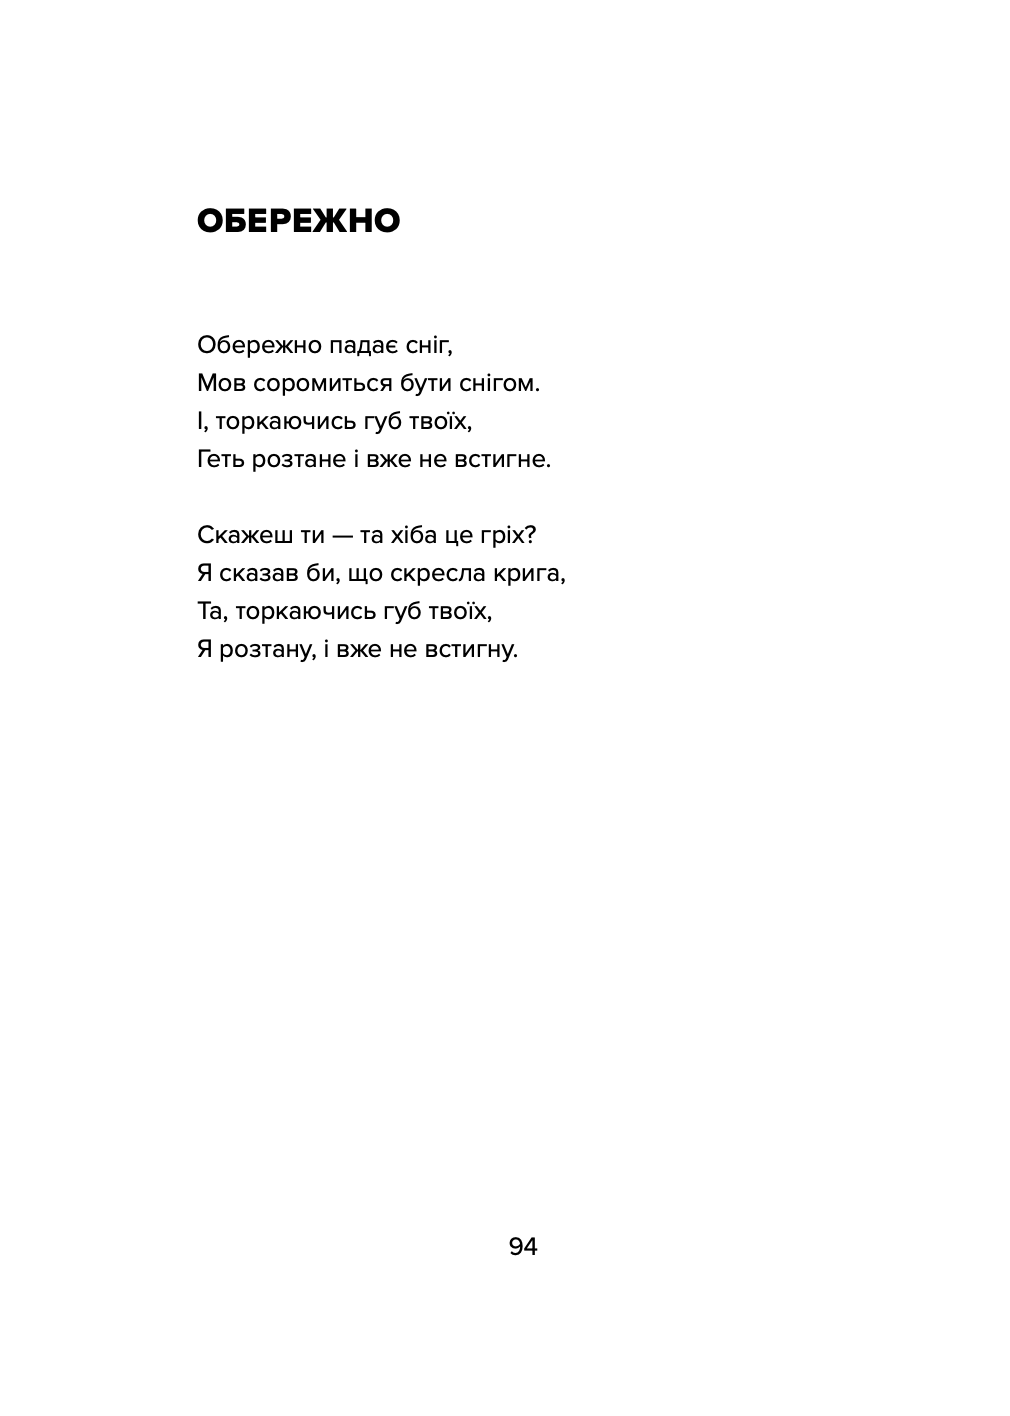 ОБЕРЕЖНО
Обережно падає сніг,
Мов соромиться бути снігом.
І, торкаючись губ твоїх,
Геть розтане і вже не встигне.
Скажеш ти — та хіба це гріх?
Я сказав би, що скресла крига,
Та, торкаючись губ твоїх,
Я розтану, і вже не встигну.
94